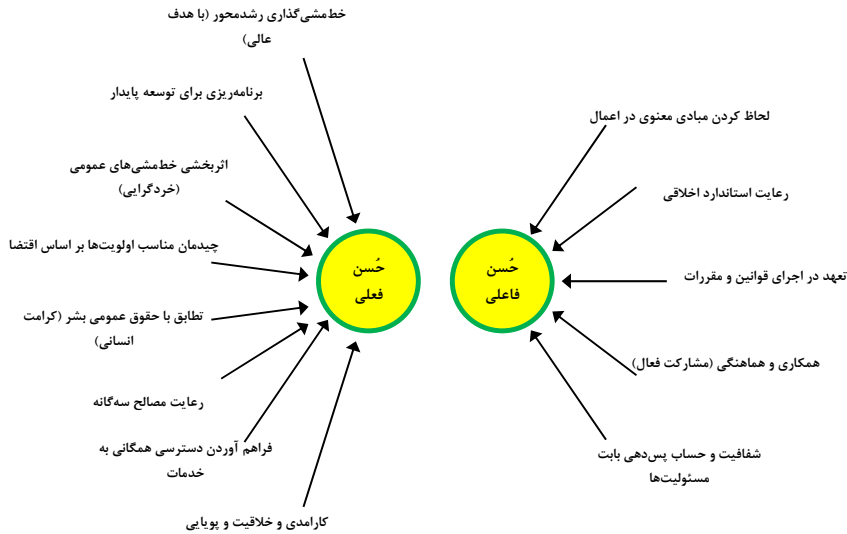 خط‌مشی‌گذاری رشدمحور (با هدف
عالی)
برنامه‌ریزی برای توسعه پایدار
اثربخشی خط‌مشی‌های عمومی
(خردگرایی)
چیدمان مناسب اولویت‌ها بر اساس اقتضا
تطابق با حقوق عمومی بشر (کرامت
انسانی)
رعایت مصالح سه‌گانه
فراهم آوردن دسترسی همگانی به
خدمات
کارامدی و خلاقیت و پویایی
حُسن
فعلی
حُسن
فاعلی
لحاظ کردن مبادی معنوی در اعمال
رعایت استاندارد اخلاقی
تعهد در اجرای قوانین و مقررات
همکاری و هماهنگی (مشارکت فعال)
شفافیت و حساب پس‌دهی بابت
مسئولیت‌ها